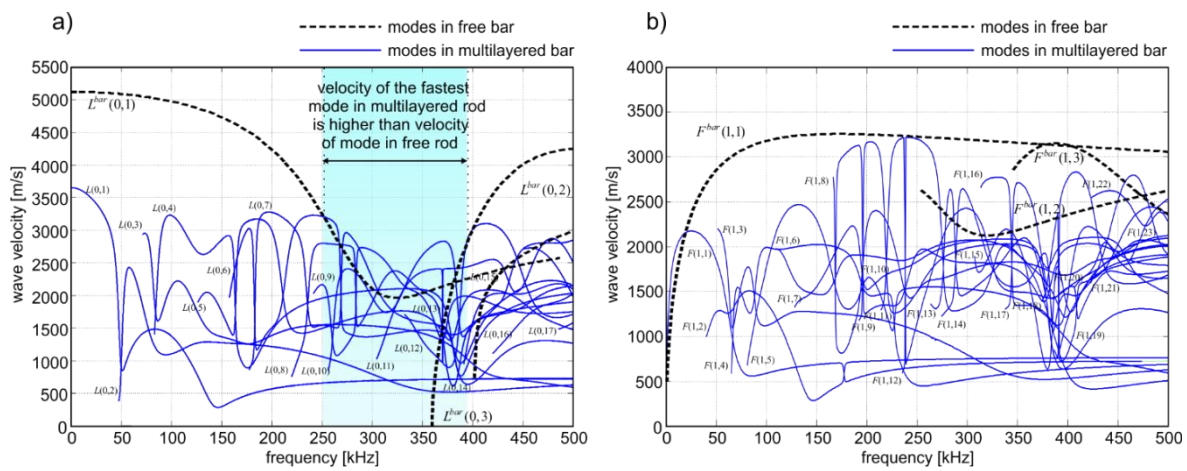 a)
modes in free bar
modes in multilayered bar
velocity of the fastest
mode in multilayered rod
is higher than velocity
of mode in free rod
wave velocity [m/s]
5500
5000
4500
4000
3500
3000
2500
2000
1500
1000
500
0
L^bar(0,1)
L^bar(0,2)
L^bar(0,3)
L(0,1)
L(0,2)
L(0,3)
L(0,4)
L(0,5)
L(0,6)
L(0,7)
L(0,8)
L(0,9)
L(0,10)
L(0,11)
L(0,12)
L(0,13)
L(0,14)
L(0,16)
L(0,17)
0 50 100 150 200 250 300 350 400 450 500
frequency [kHz]
b)
modes in free bar
modes in multilayered bar
wave velocity [m/s]
4000
3500
3000
2500
2000
1500
1000
500
0
F^bar(1,1)
F^bar(1,3)
F^bar(1,2)
F(1,1)
F(1,2)
F(1,3)
F(1,4)
F(1,5)
F(1,6)
F(1,7)
F(1,8)
F(1,9)
F(1,10)
F(1,11)
F(1,12)
F(1,13)
F(1,14)
F(1,15)
F(1,16)
F(1,17)
F(1,19)
F(1,20)
F(1,21)
F(1,22)
F(1,23)
0 50 100 150 200 250 300 350 400 450 500
frequency [kHz]